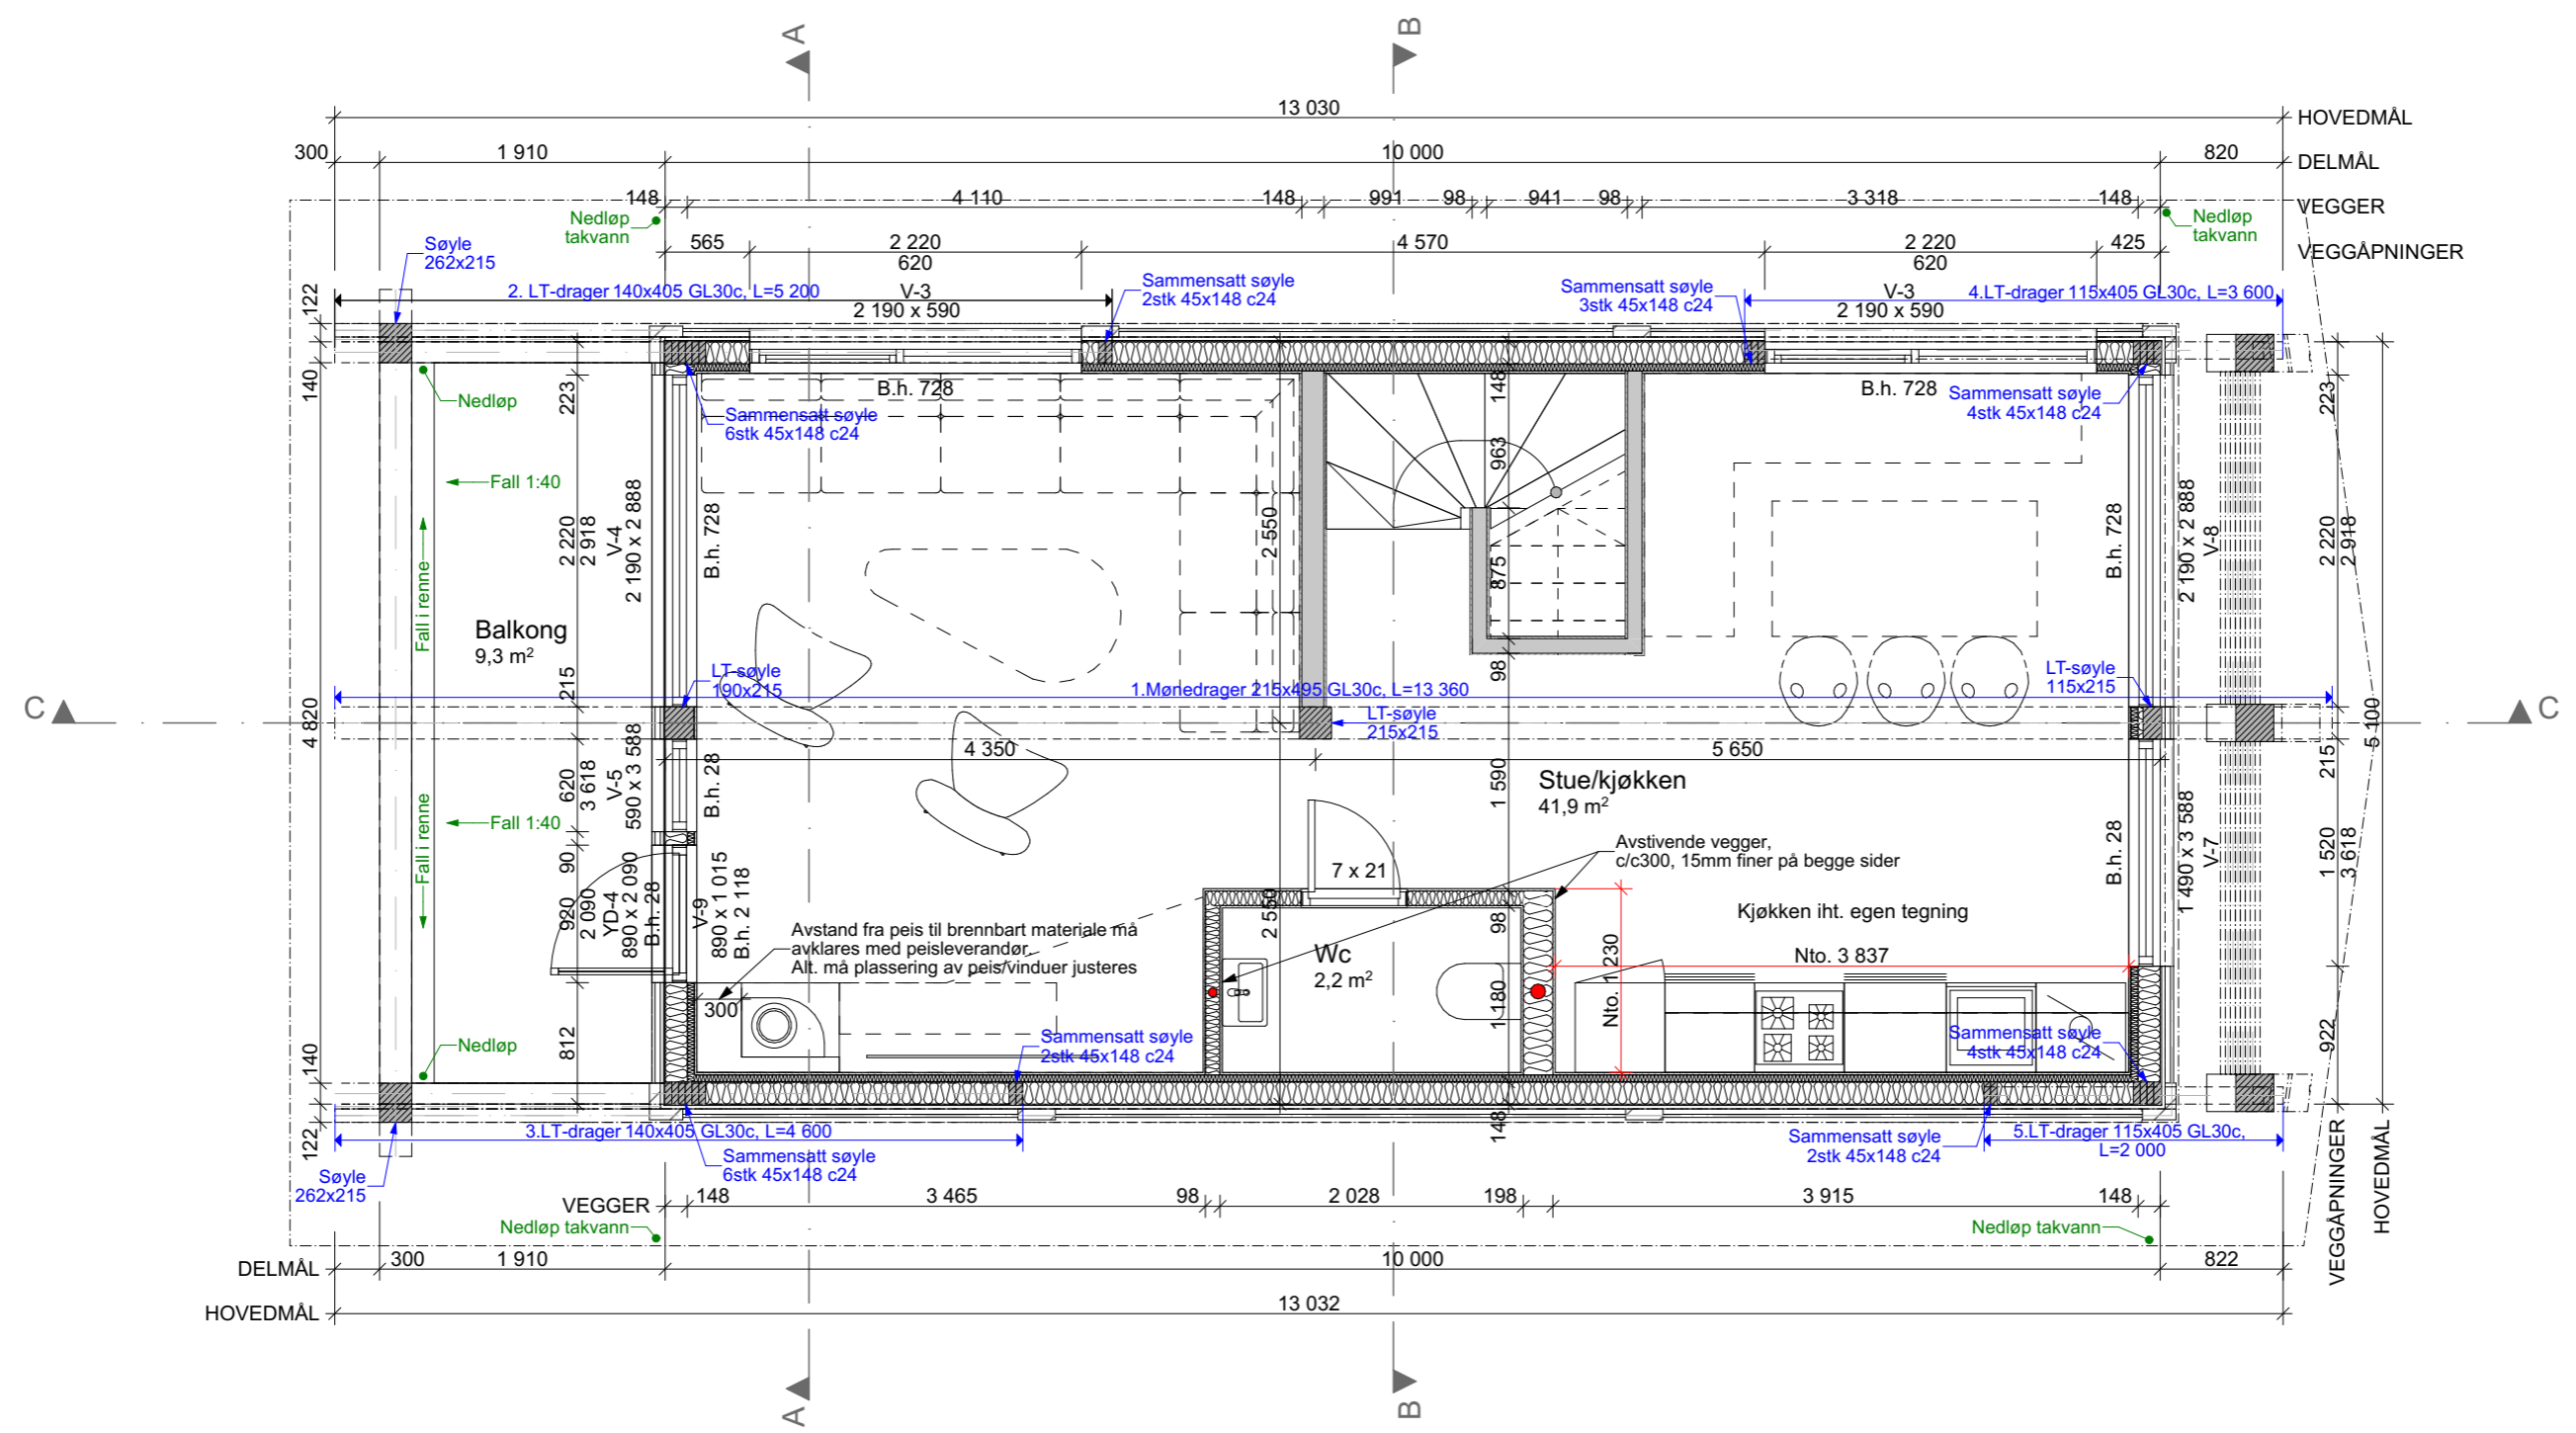 A
B
13 030
HOVEDMÅL
300
1 910
10 000
820
DELMÅL
148
4 110
148
991
98
941
98
3 318
148
VEGGER
Nedløp
takvann
Nedløp
takvann
565
2 220
620
4 570
2 220
620
425
VEGGÅPNINGER
Søyle
262x215
2. LT-drager 140x405 GL30c, L=5 200
V-3
2 190 x 590
Sammensatt søyle
2stk 45x148 c24
Sammensatt søyle
3stk 45x148 c24
V-3
2 190 x 590
4.LT-drager 115x405 GL30c, L=3 600
122
140
4 820
140
122
Nedløp
223
B.h. 728
Sammensatt søyle
6stk 45x148 c24
148
963
875
98
1 590
98
1 180
148
B.h. 728
Sammensatt søyle
4stk 45x148 c24
223
Fall 1:40
Fall i renne
2 220
2 918
V-4
2 190 x 2 888
B.h. 728
2 550
B.h. 728
2 190 x 2 888
V-8
2 220
2 918
Balkong
9,3 m²
215
LT-søyle
190x215
1.Mønedrager 215x495 GL30c, L=13 360
LT-søyle
215x215
LT-søyle
115x215
C
C
5 100
4 350
5 650
215
620
3 618
V-5
590 x 3 588
B.h. 28
Stue/kjøkken
41,9 m²
Fall 1:40
Fall i renne
90
Avstivende vegger,
c/c300, 15mm finer på begge sider
B.h. 28
1 490 x 3 588
V-7
1 520
3 618
7 x 21
920
2 090
YD-4
890 x 2 090
B.h. 28
V-9
890 x 1 015
B.h. 2 118
2 550
Avstand fra peis til brennbart materiale må
avklares med peisleverandør.
Alt. må plassering av peis/vinduer justeres
Wc
2,2 m²
Kjøkken iht. egen tegning
Nto. 3 837
Nto. 1 230
300
812
Nedløp
Sammensatt søyle
2stk 45x148 c24
Sammensatt søyle
4stk 45x148 c24
922
3.LT-drager 140x405 GL30c, L=4 600
Sammensatt søyle
6stk 45x148 c24
Sammensatt søyle
2stk 45x148 c24
5.LT-drager 115x405 GL30c,
L=2 000
Søyle
262x215
VEGGER
148
3 465
98
2 028
198
3 915
148
Nedløp takvann
Nedløp takvann
VEGGÅPNINGER
HOVEDMÅL
DELMÅL
300
1 910
10 000
822
HOVEDMÅL
13 032
A
B